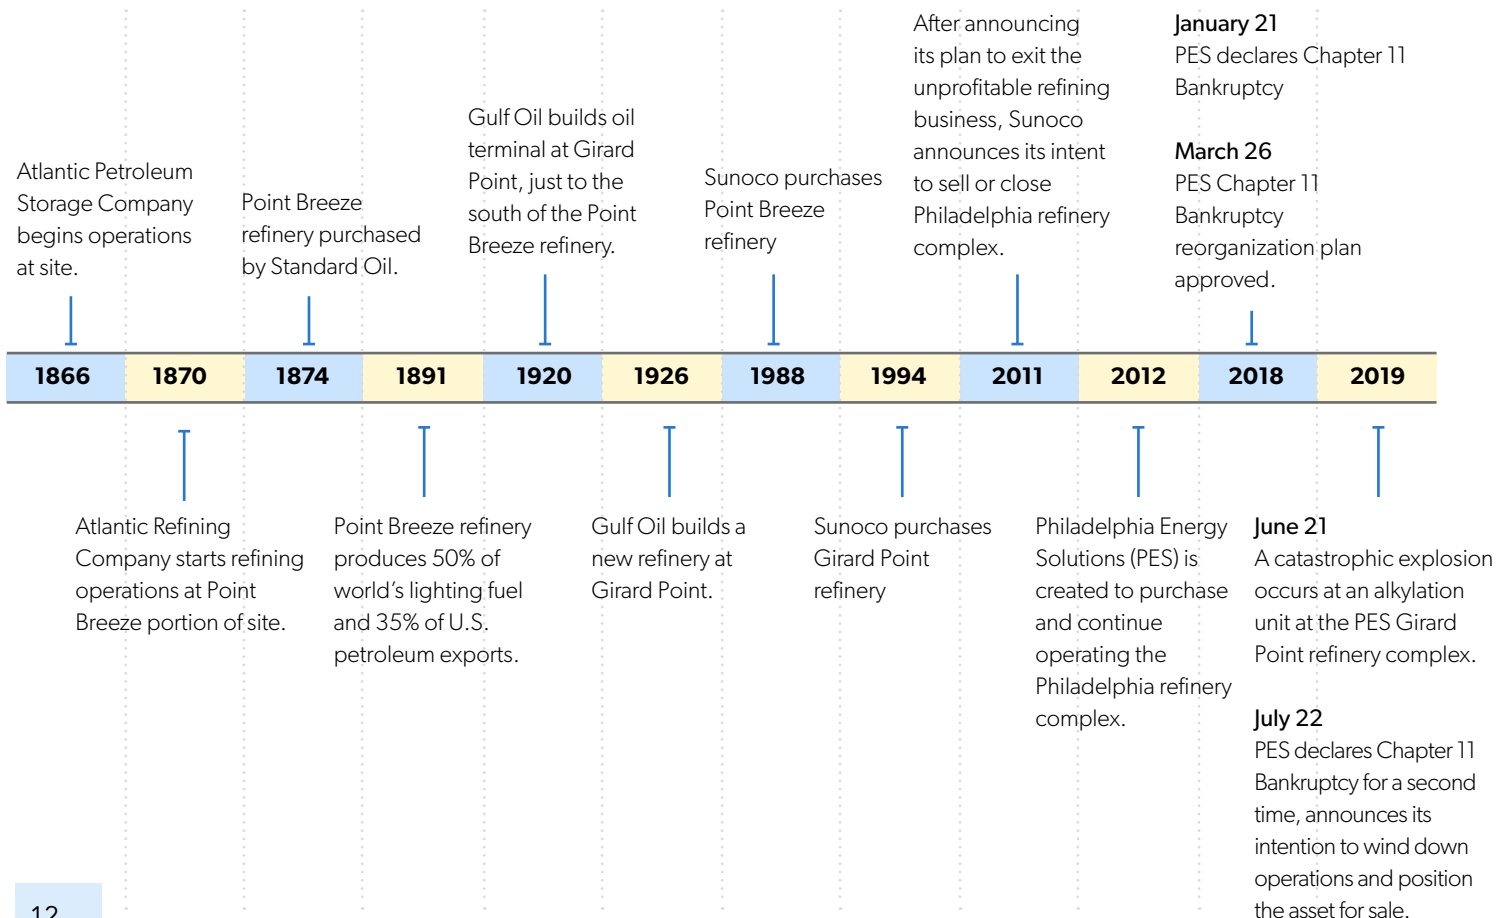 Atlantic Petroleum
Storage Company
begins operations
at site.
Point Breeze
refinery purchased
by Standard Oil.
Gulf Oil builds oil
terminal at Girard
Point, just to the
south of the Point
Breeze refinery.
Sunoco purchases
Point Breeze
refinery
After announcing
its plan to exit the
unprofitable refining
business, Sunoco
announces its intent
to sell or close
Philadelphia refinery
complex.
January 21
PES declares Chapter 11
Bankruptcy
March 26
PES Chapter 11
Bankruptcy
reorganization plan
approved.
1866 1870 1874 1891 1920 1926 1988 1994 2011 2012 2018 2019
Atlantic Refining
Company starts refining
operations at Point
Breeze portion of site.
Point Breeze refinery
produces 50% of
world's lighting fuel
and 35% of U.S.
petroleum exports.
Gulf Oil builds a
new refinery at
Girard Point.
Sunoco purchases
Girard Point
refinery
Philadelphia Energy
Solutions (PES) is
created to purchase
and continue
operating the
Philadelphia refinery
complex.
June 21
A catastrophic explosion
occurs at an alkylation
unit at the PES Girard
Point refinery complex.
July 22
PES declares Chapter 11
Bankruptcy for a second
time, announces its
intention to wind down
operations and position
the asset for sale.
12